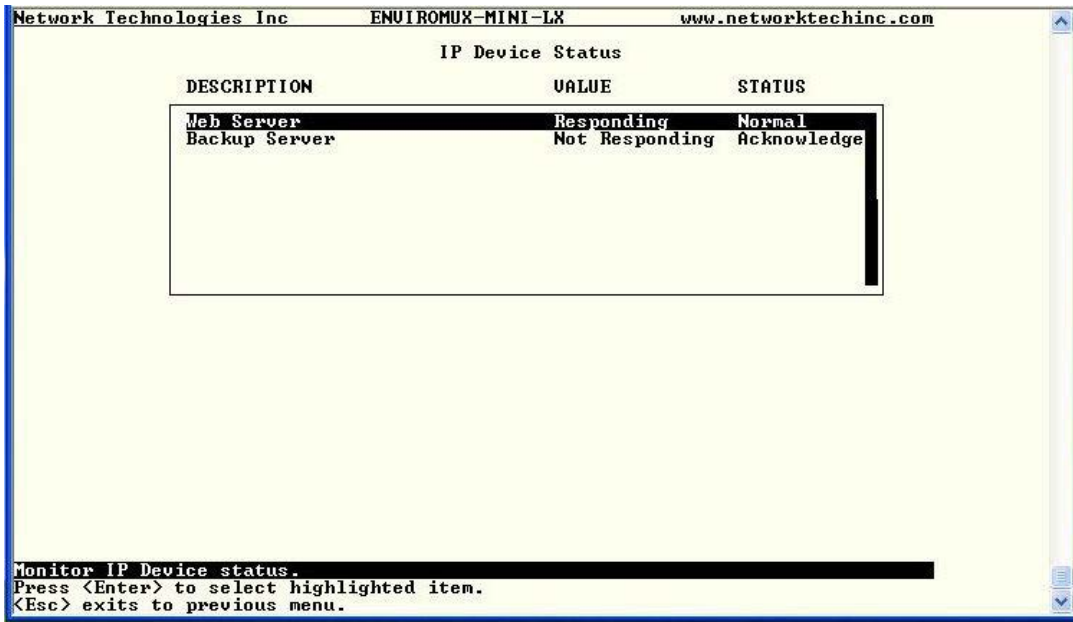 Network Technologies Inc ENVIROMUX-MINI-LX www.networktechinc.com
IP Device Status
DESCRIPTION VALUE STATUS
Web Server Responding Normal
Backup Server Not Responding Acknowledge
Monitor IP Device status.
Press <Enter> to select highlighted item.
<Esc> exits to previous menu.